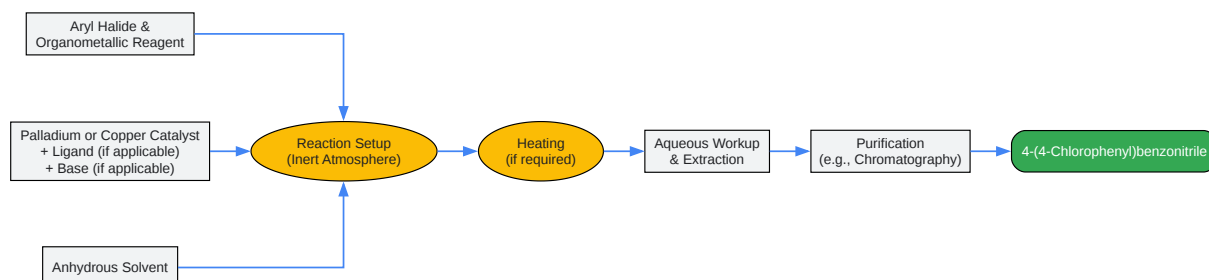 Aryl Halide &
Organometallic Reagent
Palladium or Copper Catalyst
+ Ligand (if applicable)
+ Base (if applicable)
Reaction Setup
(Inert Atmosphere)
Heating
(if required)
Aqueous Workup
& Extraction
Purification
(e.g., Chromatography)
4-(4-Chlorophenyl)benzonitrile
Anhydrous Solvent